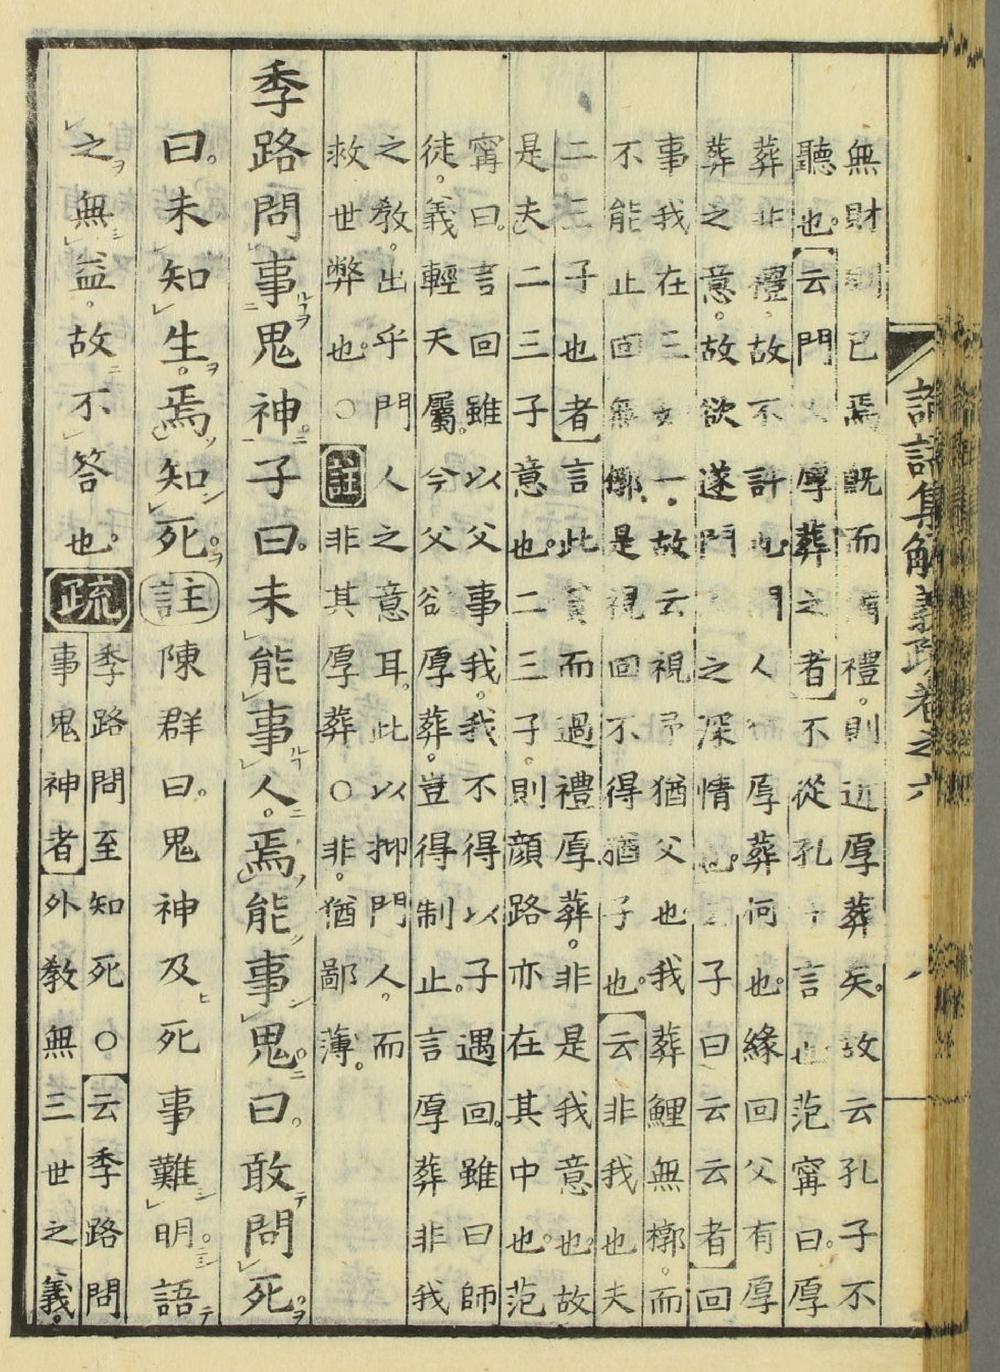 論語集解義疏卷之六
無財則已焉既而備禮。則近厚葬矣。故云孔子不
聽也。【云門人厚葬之者】不從孔子言也范寗曰。厚
葬非禮。故不許也門人欲厚葬何也。緣回父有厚
葬之意。故欲遂門人之深情也。子曰云云者】回
事我在三如一。故云視予猶父也我葬鯉無槨。而
不能止回無槨。是視回不得猶子也。【云非我也夫
二三子也者】言此貧而過禮厚葬。非是我意也。故
是夫二三子意也。二三子。則顔路亦在其中也。范
寗曰。言回雖以父事我。我不得以子遇回。雖曰師
徒。義輕天屬。今父欲厚葬。豈得制止。言厚葬非我
之教。出乎門人之意耳。此以抑門人。而
救世弊也。○註非其厚葬○非。猶鄙薄。
季路問事鬼神子曰。未能事人。焉能事鬼。曰。敢問死。
曰。未知生。焉知死。註陳群曰。鬼神及死事難明。語
之無益。故不答也。疏
季路問至知死○【云季路問
事鬼神者】外教無三世之義。